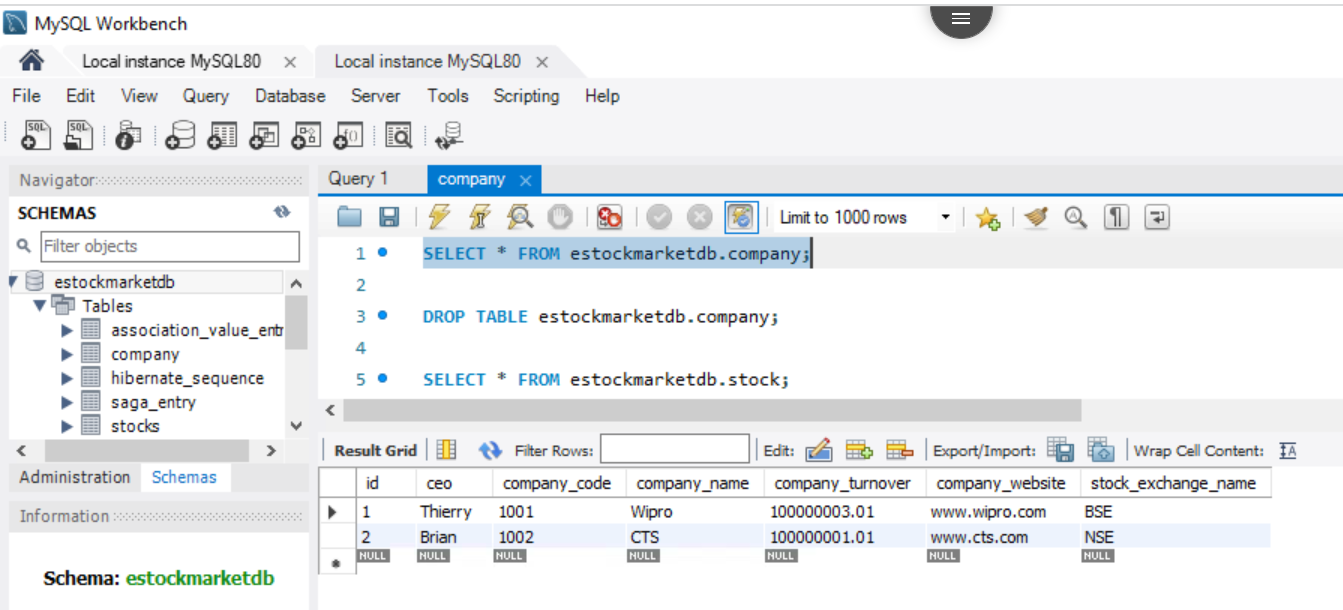 MySQL Workbench
Local instance MySQL80 × Local instance MySQL80 ×
File Edit View Query Database Server Tools Scripting Help
Navigator
SCHEMAS
Filter objects
estockmarketdb
Tables
association_value_entr
company
hibernate_sequence
saga_entry
stocks
Administration Schemas
Information
Schema: estockmarketdb
Query 1 company ×
Limit to 1000 rows
1 SELECT * FROM estockmarketdb.company;
2
3 DROP TABLE estockmarketdb.company;
4
5 SELECT * FROM estockmarketdb.stock;
Result Grid Filter Rows: Edit: Export/Import: Wrap Cell Content:
id ceo company_code company_name company_turnover company_website stock_exchange_name
1 Thierry 1001 Wipro 100000003.01 www.wipro.com BSE
2 Brian 1002 CTS 100000001.01 www.cts.com NSE
NULL NULL NULL NULL NULL NULL NULL